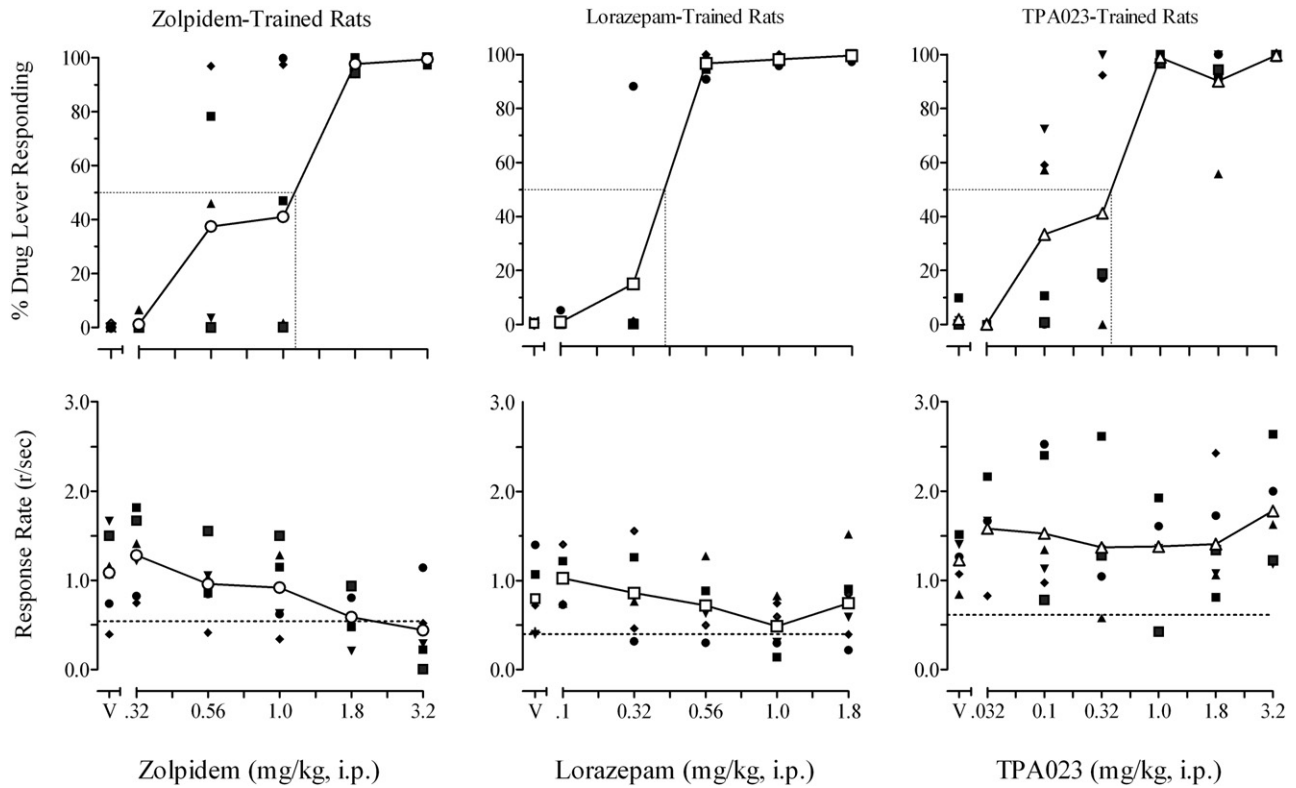 Zolpidem-Trained Rats
Lorazepam-Trained Rats
TPA023-Trained Rats
% Drug Lever Responding
100
80
60
40
20
0
100
80
60
40
20
0
100
80
60
40
20
0
Response Rate (r/sec)
3.0
2.0
1.0
0.0
3.0
2.0
1.0
0.0
3.0
2.0
1.0
0.0
V .32 0.56 1.0 1.8 3.2
V .1 0.32 0.56 1.0 1.8
V .032 0.1 0.32 1.0 1.8 3.2
Zolpidem (mg/kg, i.p.)
Lorazepam (mg/kg, i.p.)
TPA023 (mg/kg, i.p.)